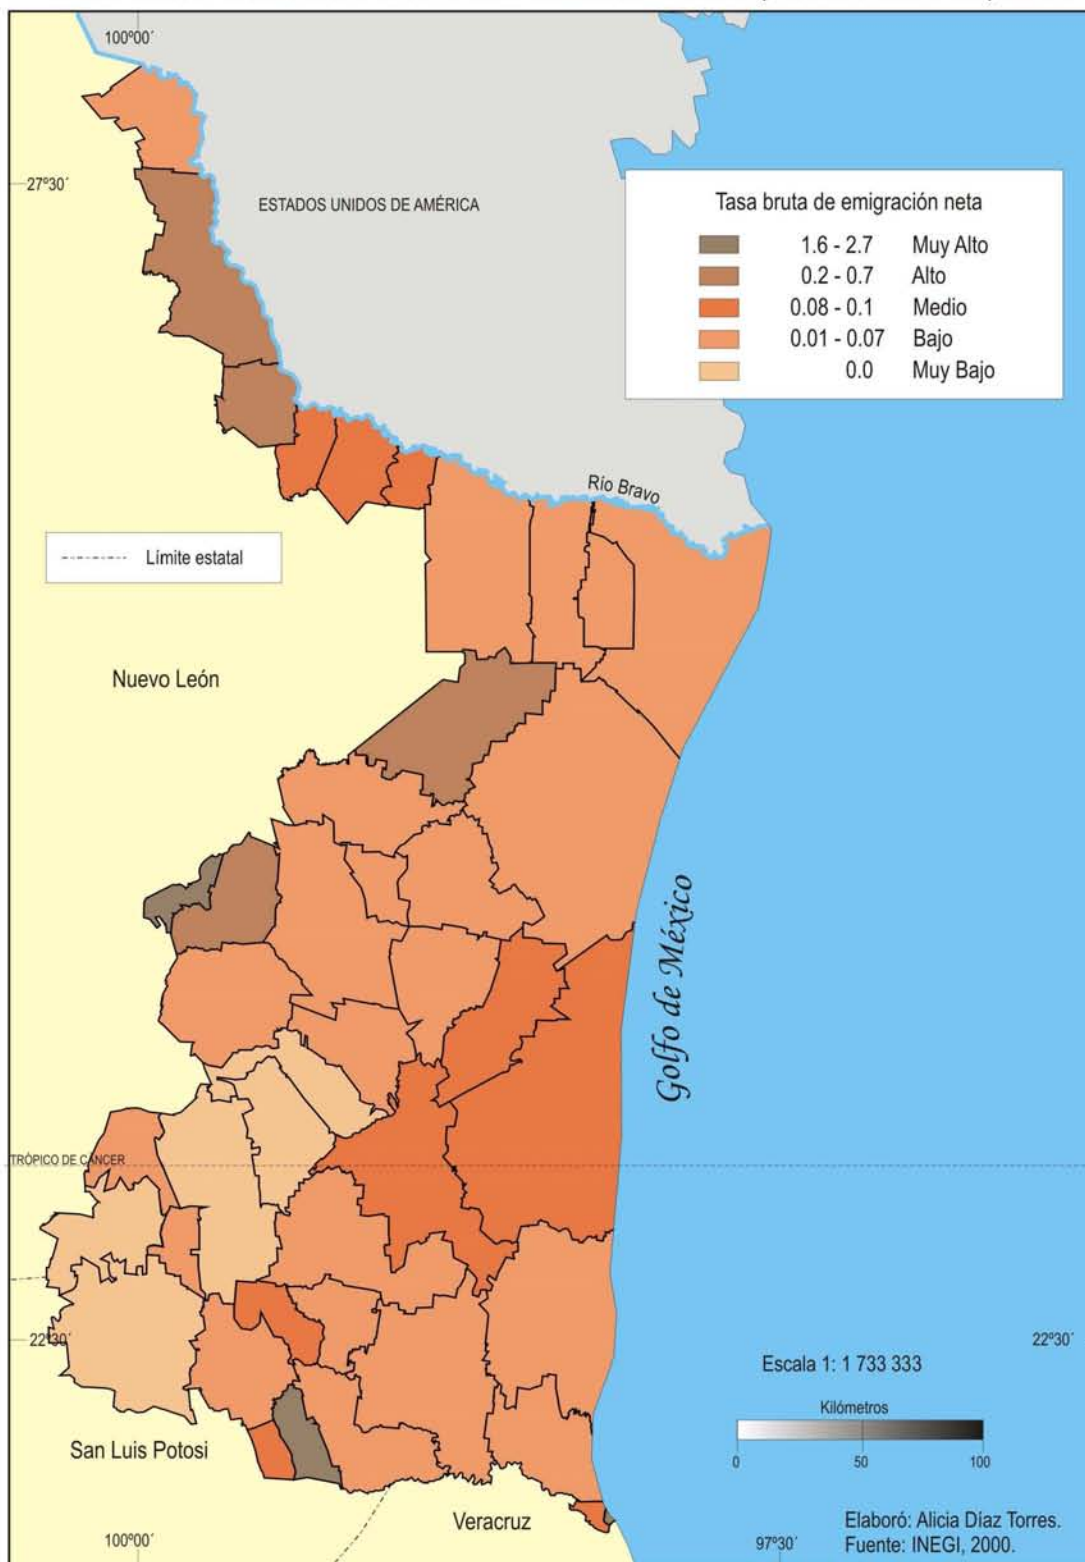 100º00´
27º30´
ESTADOS UNIDOS DE AMÉRICA
Tasa bruta de emigración neta
1.6 - 2.7 Muy Alto
0.2 - 0.7 Alto
0.08 - 0.1 Medio
0.01 - 0.07 Bajo
0.0 Muy Bajo
Río Bravo
Límite estatal
Nuevo León
Golfo de México
TRÓPICO DE CÁNCER
22º30´
22º30´
Escala 1: 1 733 333
Kilómetros
0 50 100
San Luis Potosi
Veracruz
Elaboró: Alicia Díaz Torres.
Fuente: INEGI, 2000.
100º00´
97º30´